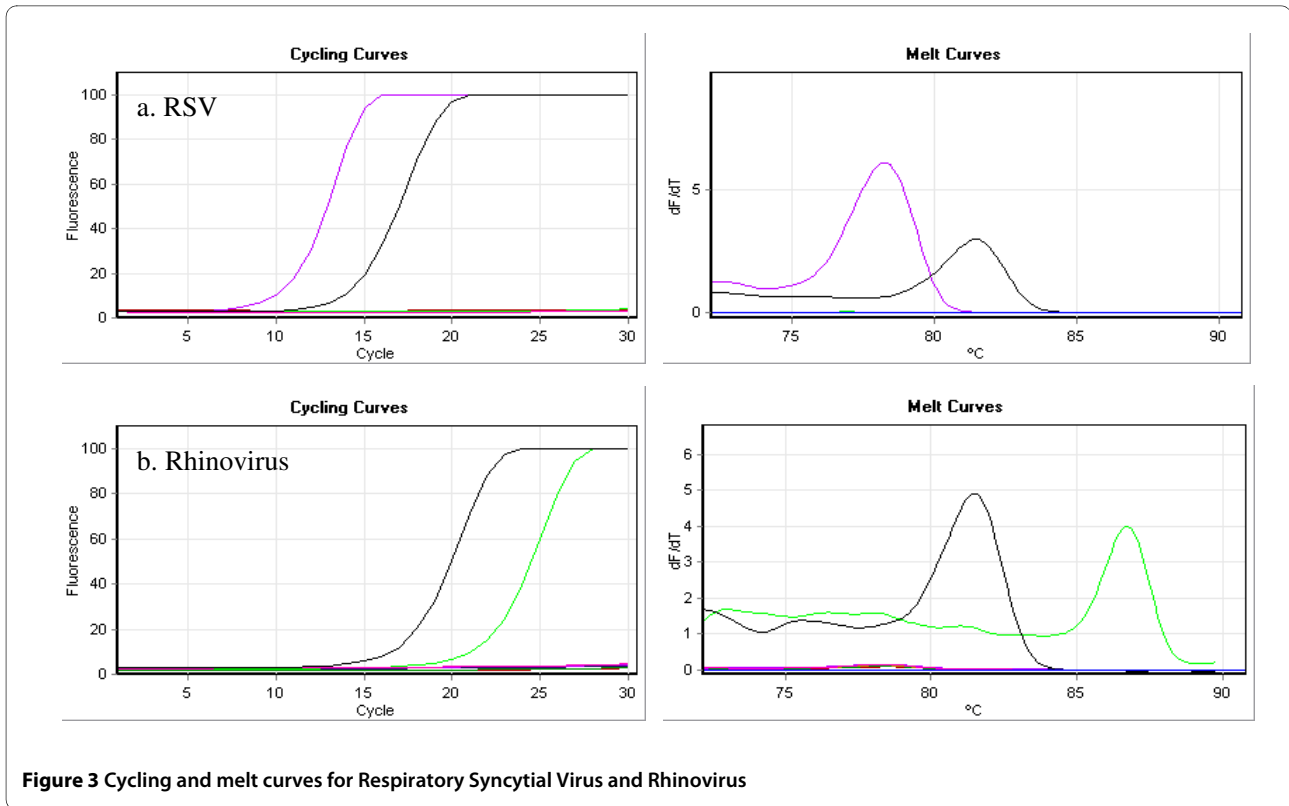 Cycling Curves
a. RSV
Fluorescence
100
80
60
40
20
0
5 10 15 20 25 30
Cycle
Melt Curves
dF/dT
5
0
75 80 85 90
°C
Cycling Curves
b. Rhinovirus
Fluorescence
100
80
60
40
20
0
5 10 15 20 25 30
Cycle
Melt Curves
dF/dT
6
5
4
3
2
1
0
75 80 85 90
°C
Figure 3 Cycling and melt curves for Respiratory Syncytial Virus and Rhinovirus